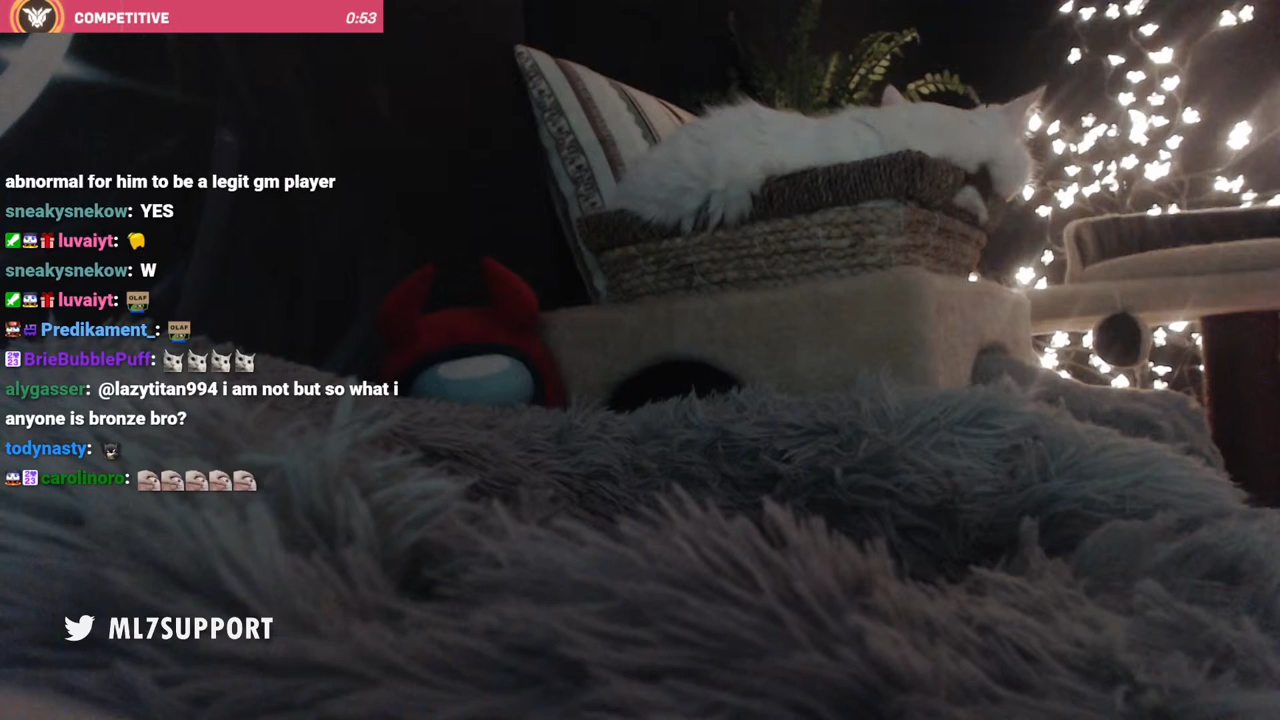 COMPETITIVE 0:53
abnormal for him to be a legit gm player
sneakysnekow: YES
luvaiyt:
sneakysnekow: W
luvaiyt: OLAF
Predikament_: OLAF
BrieBubblePuff:
alygasser: @lazytitan994 i am not but so what i
anyone is bronze bro?
todynasty:
carolinoro:
ML7SUPPORT